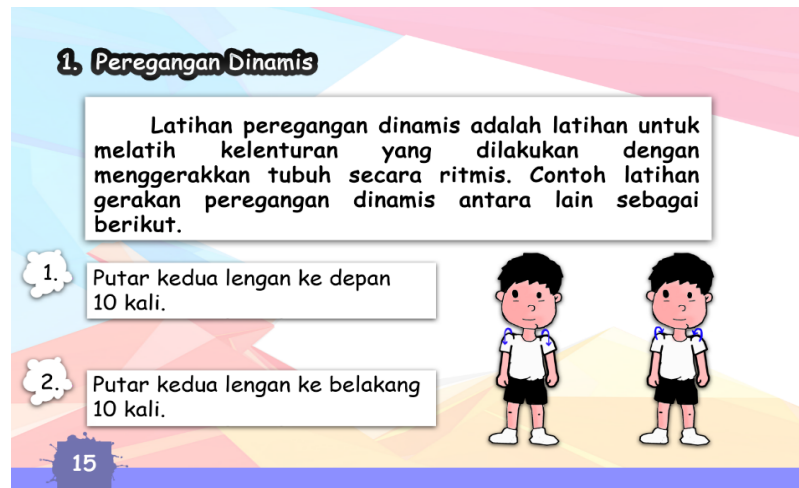 1. Peregangan Dinamis
Latihan peregangan dinamis adalah latihan untuk
melatih kelenturan yang dilakukan dengan
menggerakkan tubuh secara ritmis. Contoh latihan
gerakan peregangan dinamis antara lain sebagai
berikut.
1.
Putar kedua lengan ke depan
10 kali.
2.
Putar kedua lengan ke belakang
10 kali.
15